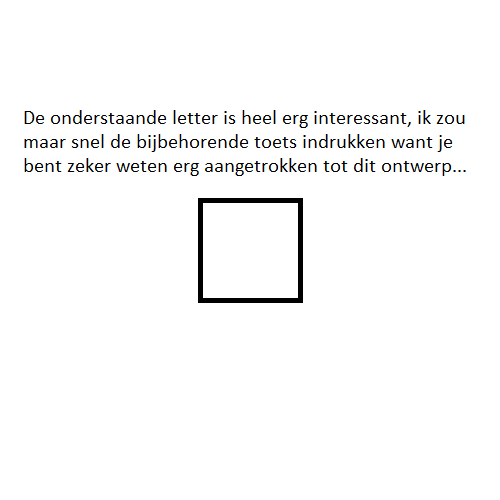 De onderstaande letter is heel erg interessant, ik zou
maar snel de bijbehorende toets indrukken want je
bent zeker weten erg aangetrokken tot dit ontwerp...